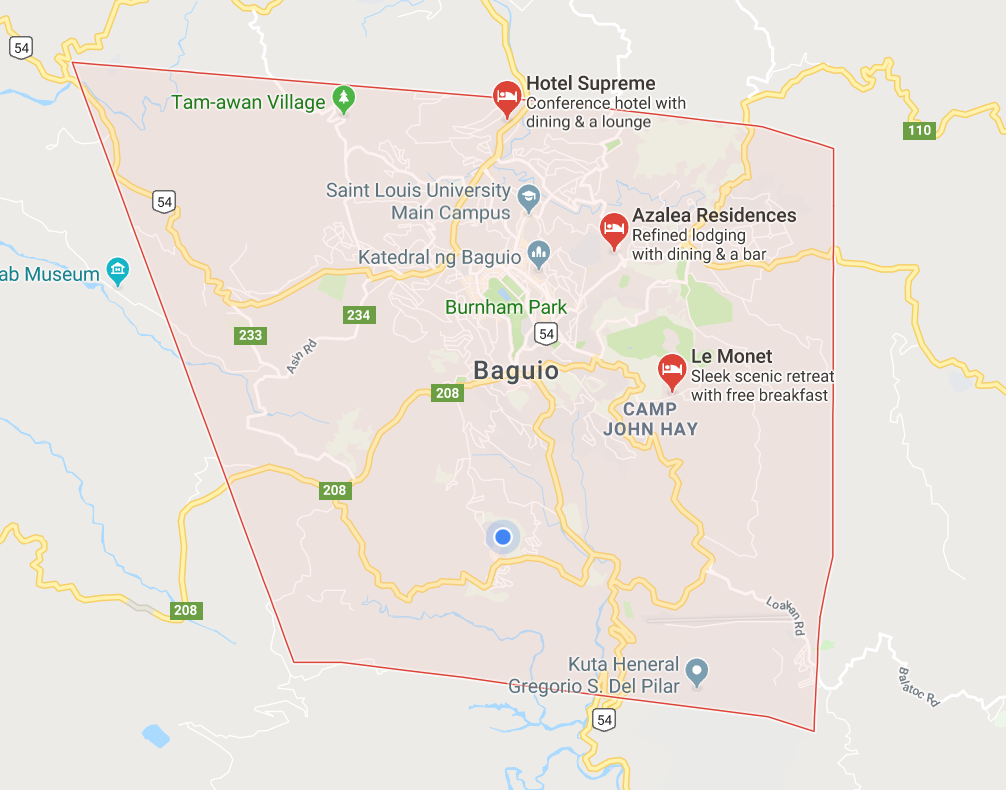 54
Hotel Supreme
Conference hotel with
dining & a lounge
Tam-awan Village
110
54
Saint Louis University
Main Campus
Azalea Residences
Refined lodging
with dining & a bar
Katedral ng Baguio
ab Museum
Burnham Park
234
233
54
Ash Rd
Le Monet
Sleek scenic retreat
with free breakfast
Baguio
208
CAMP
JOHN HAY
208
208
Loakan Rd
Kuta Heneral
Gregorio S. Del Pilar
Balatoc Rd
54